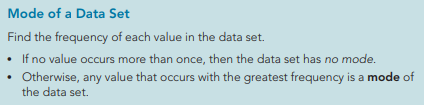 Mode of a Data Set
Find the frequency of each value in the data set.
• If no value occurs more than once, then the data set has no mode.
• Otherwise, any value that occurs with the greatest frequency is a mode of
the data set.